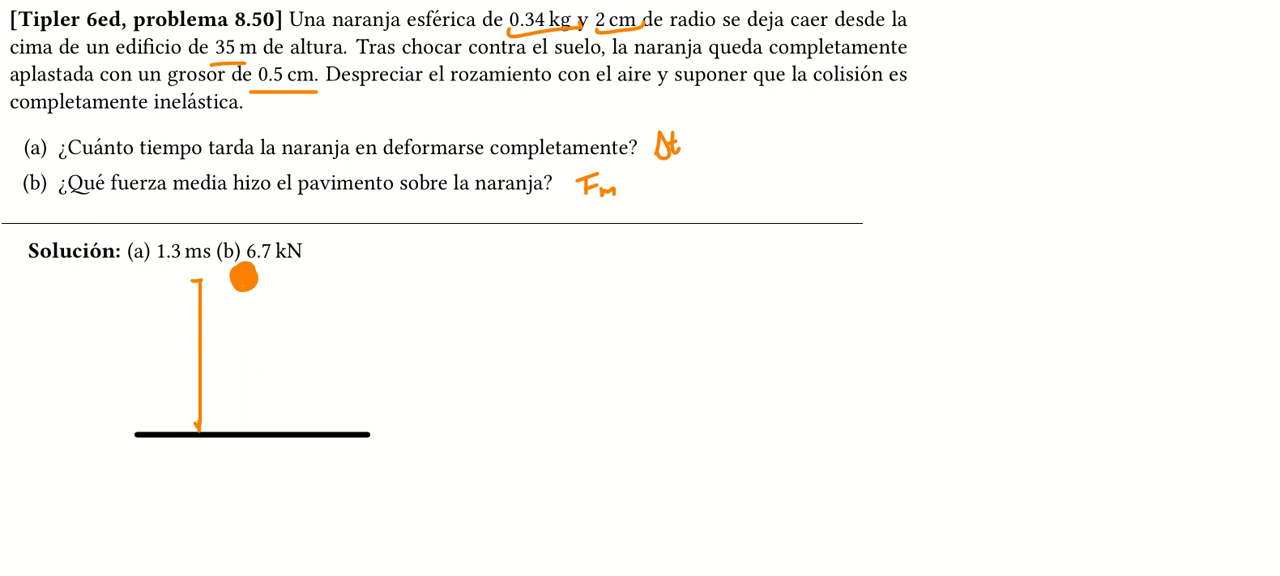 [Tipler 6ed, problema 8.50] Una naranja esférica de 0.34 kg y 2 cm de radio se deja caer desde la
cima de un edificio de 35 m de altura. Tras chocar contra el suelo, la naranja queda completamente
aplastada con un grosor de 0.5 cm. Despreciar el rozamiento con el aire y suponer que la colisión es
completamente inelástica.
(a) ¿Cuánto tiempo tarda la naranja en deformarse completamente? Δt
(b) ¿Qué fuerza media hizo el pavimento sobre la naranja? Fm
Solución: (a) 1.3 ms (b) 6.7 kN